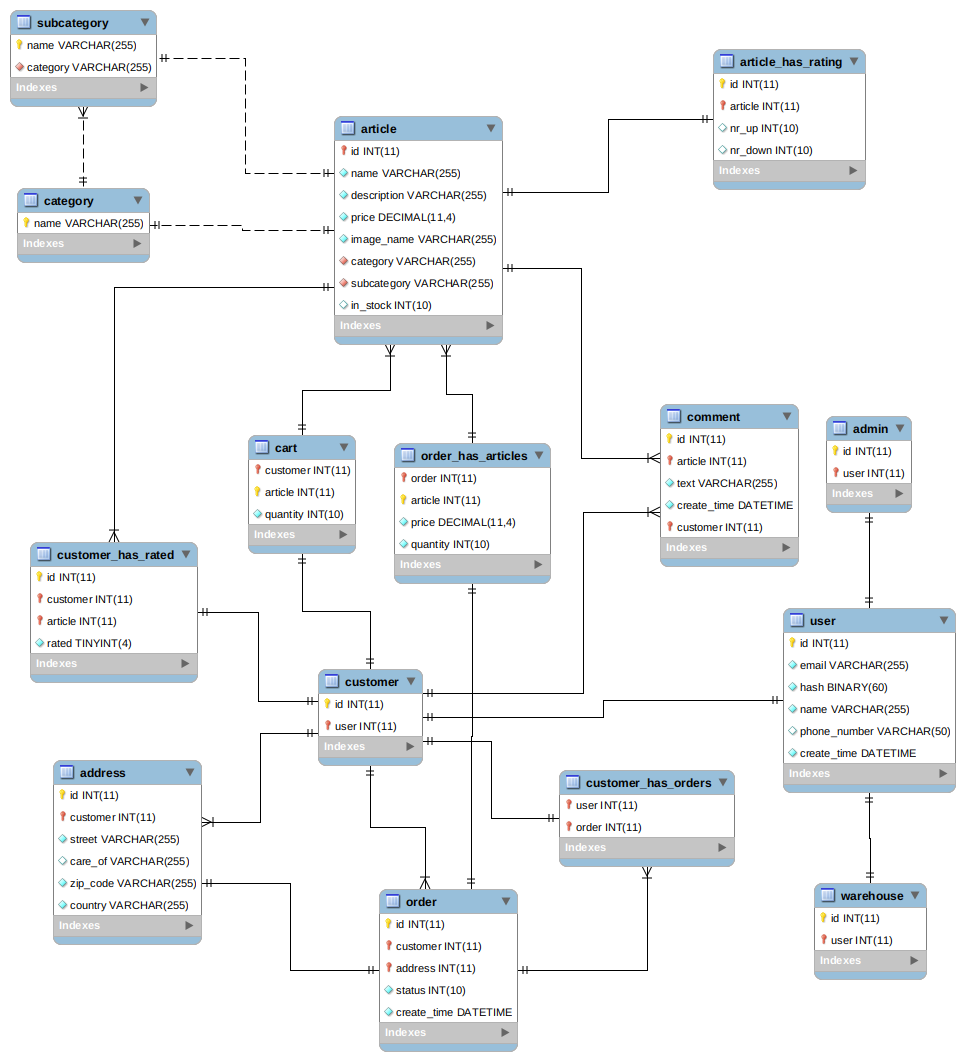 subcategory
name VARCHAR(255)
category VARCHAR(255)
Indexes
category
name VARCHAR(255)
Indexes
article
id INT(11)
name VARCHAR(255)
description VARCHAR(255)
price DECIMAL(11,4)
image_name VARCHAR(255)
category VARCHAR(255)
subcategory VARCHAR(255)
in_stock INT(10)
Indexes
article_has_rating
id INT(11)
article INT(11)
nr_up INT(10)
nr_down INT(10)
Indexes
cart
customer INT(11)
article INT(11)
quantity INT(10)
Indexes
order_has_articles
order INT(11)
article INT(11)
price DECIMAL(11,4)
quantity INT(10)
Indexes
comment
id INT(11)
article INT(11)
text VARCHAR(255)
create_time DATETIME
customer INT(11)
Indexes
admin
id INT(11)
user INT(11)
Indexes
customer_has_rated
id INT(11)
customer INT(11)
article INT(11)
rated TINYINT(4)
Indexes
customer
id INT(11)
user INT(11)
Indexes
user
id INT(11)
email VARCHAR(255)
hash BINARY(60)
name VARCHAR(255)
phone_number VARCHAR(50)
create_time DATETIME
Indexes
address
id INT(11)
customer INT(11)
street VARCHAR(255)
care_of VARCHAR(255)
zip_code VARCHAR(255)
country VARCHAR(255)
Indexes
customer_has_orders
user INT(11)
order INT(11)
Indexes
order
id INT(11)
customer INT(11)
address INT(11)
status INT(10)
create_time DATETIME
Indexes
warehouse
id INT(11)
user INT(11)
Indexes